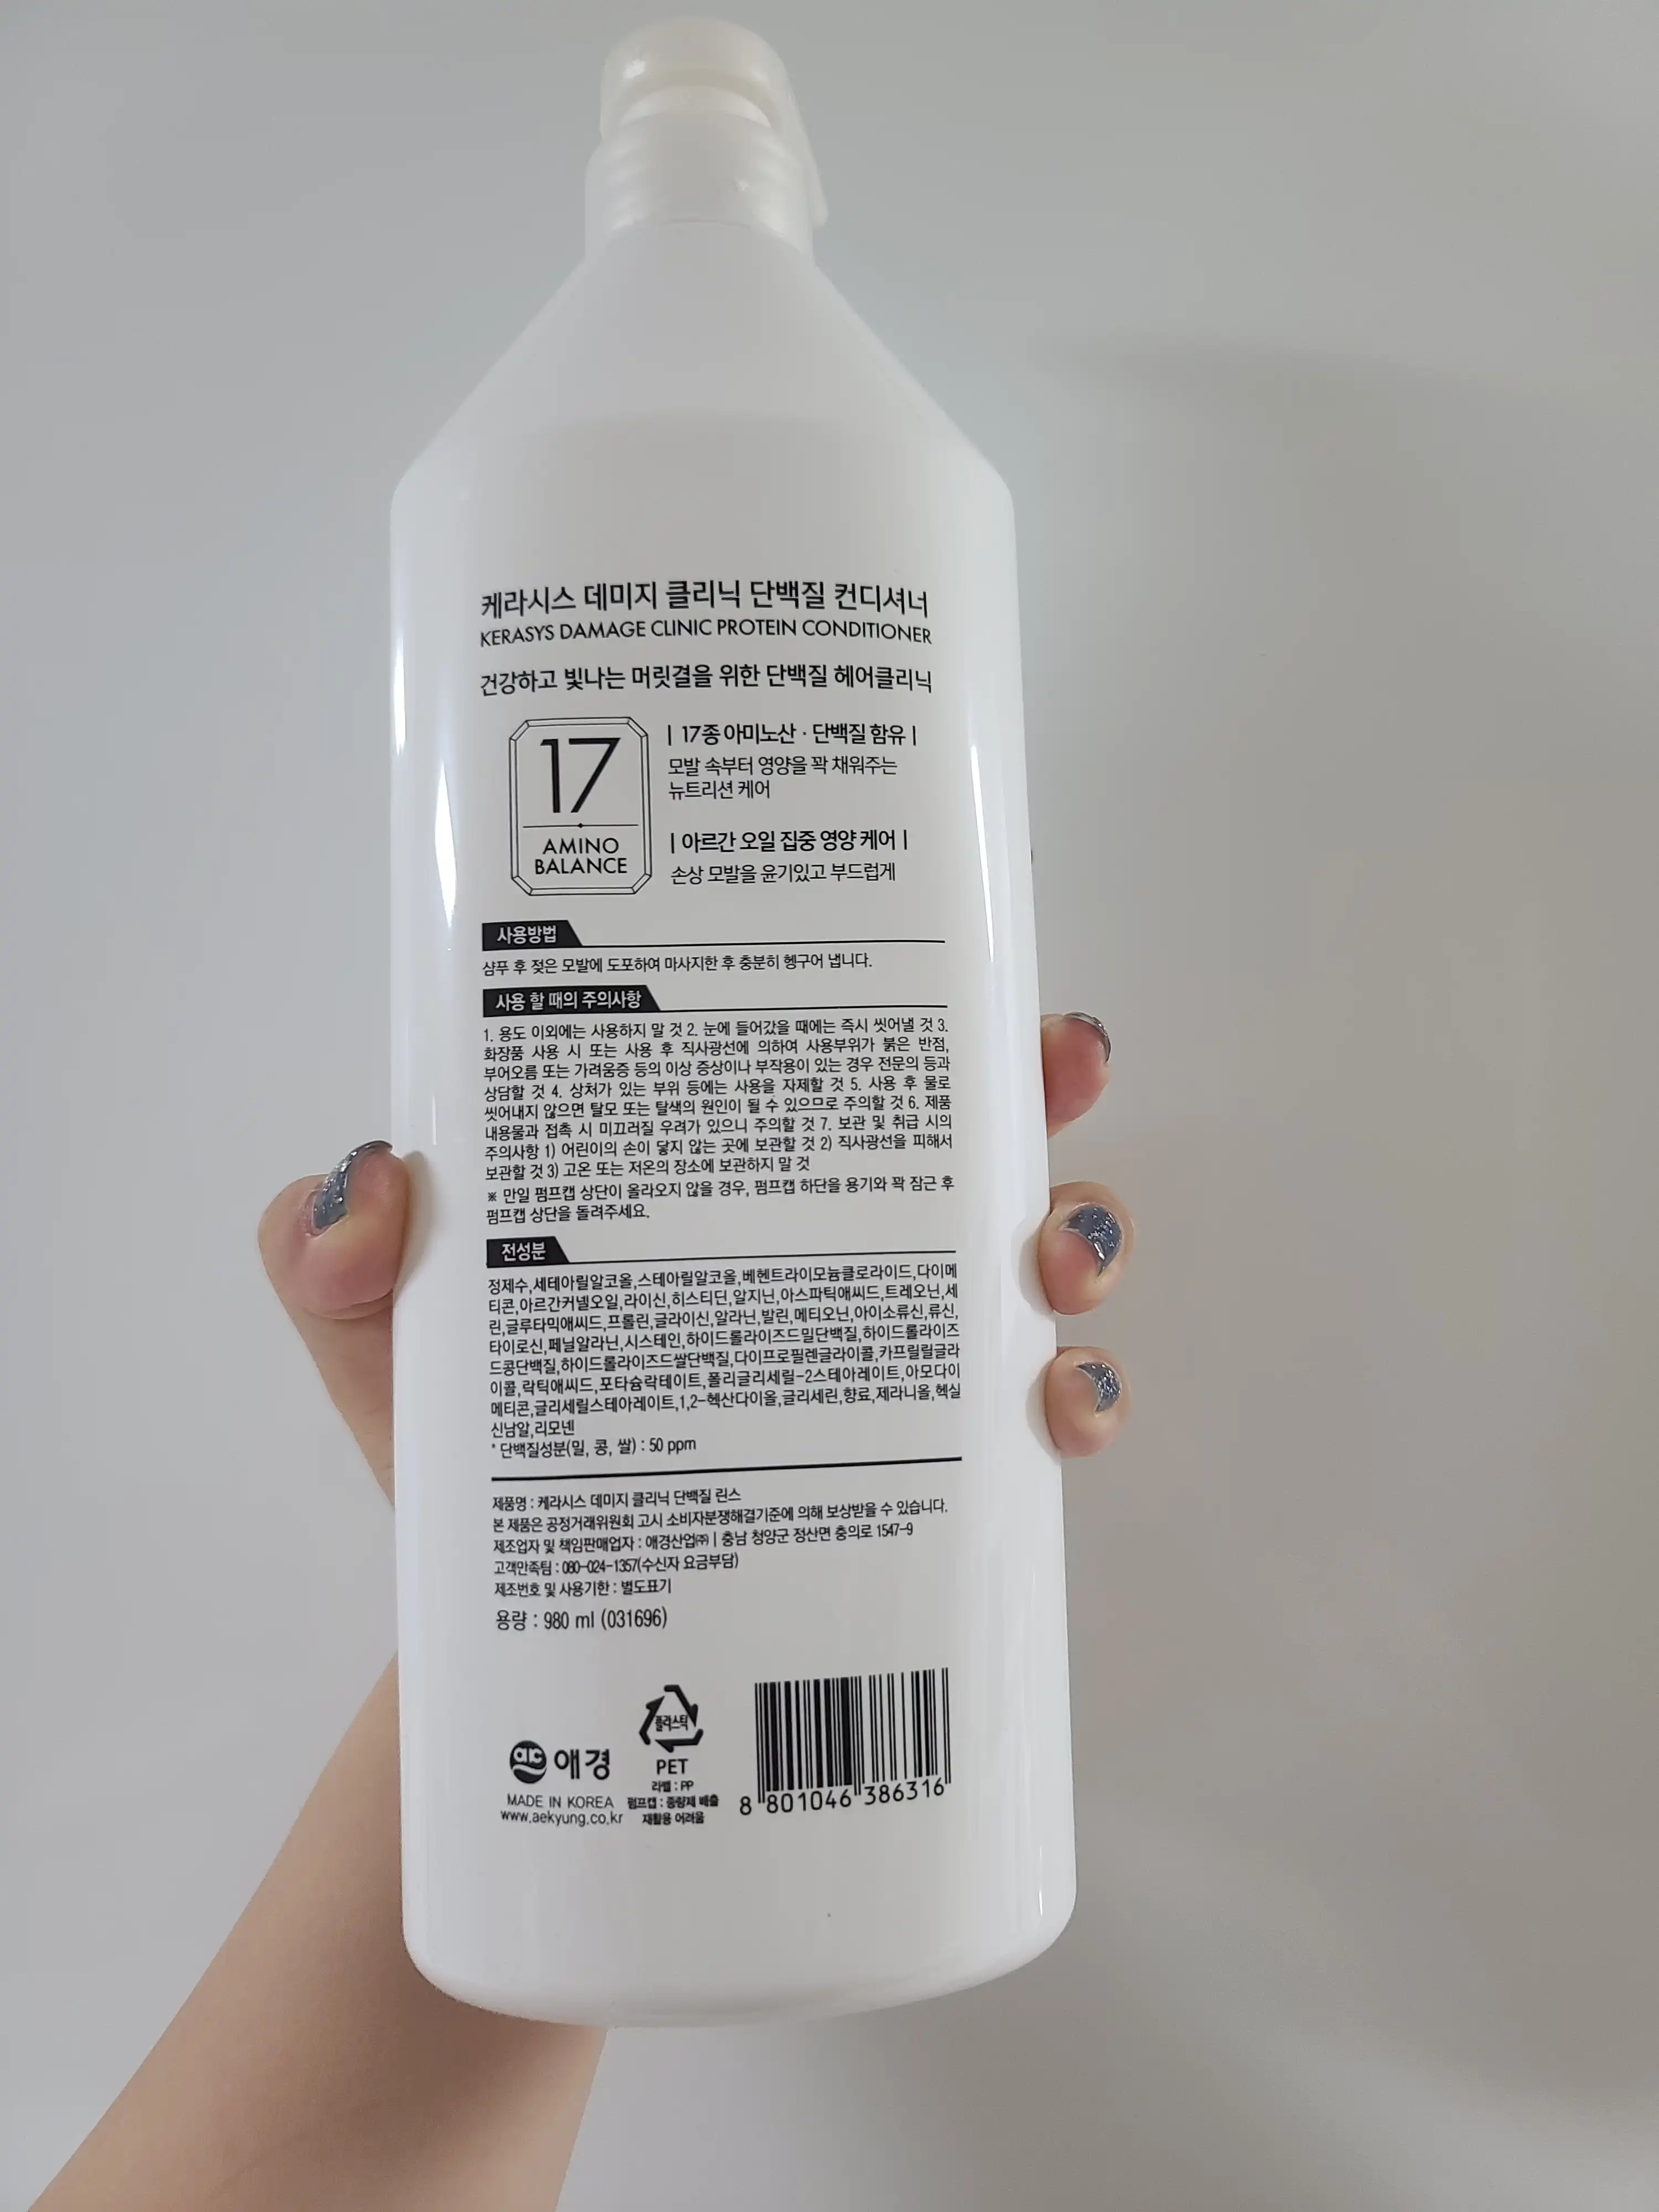 케라시스 데미지 클리닉 단백질 컨디셔너
KERASYS DAMAGE CLINIC PROTEIN CONDITIONER
건강하고 빛나는 머릿결을 위한 단백질 헤어클리닉
17
AMINO
BALANCE
| 17종 아미노산 · 단백질 함유 |
모발 속부터 영양을 꽉 채워주는
뉴트리션 케어
| 아르간 오일 집중 영양 케어 |
손상 모발을 윤기있고 부드럽게
사용방법
샴푸 후 젖은 모발에 도포하여 마사지한 후 충분히 헹구어 냅니다.
사용 할 때의 주의사항
1. 용도 이외에는 사용하지 말 것 2. 눈에 들어갔을 때에는 즉시 씻어낼 것 3.
화장품 사용 시 또는 사용 후 직사광선에 의하여 사용부위가 붉은 반점,
부어오름 또는 가려움증 등의 이상 증상이나 부작용이 있는 경우 전문의 등과
상담할 것 4. 상처가 있는 부위 등에는 사용을 자제할 것 5. 사용 후 물로
씻어내지 않으면 탈모 또는 탈색의 원인이 될 수 있으므로 주의할 것 6. 제품
내용물과 접촉 시 미끄러질 우려가 있으니 주의할 것 7. 보관 및 취급 시의
주의사항 1) 어린이의 손이 닿지 않는 곳에 보관할 것 2) 직사광선을 피해서
보관할 것 3) 고온 또는 저온의 장소에 보관하지 말 것
※ 만일 펌프캡 상단이 올라오지 않을 경우, 펌프캡 하단을 용기와 꽉 잠근 후
펌프캡 상단을 돌려주세요.
전성분
정제수,세테아릴알코올,스테아릴알코올,베헨트라이모늄클로라이드,다이메
티콘,아르간커넬오일,라이신,히스티딘,알지닌,아스파틱애씨드,트레오닌,세
린,글루타믹애씨드,프롤린,글라이신,알라닌,발린,메티오닌,아이소류신,류신,
타이로신,페닐알라닌,시스테인,하이드롤라이즈드밀단백질,하이드롤라이즈
드콩단백질,하이드롤라이즈드쌀단백질,다이프로필렌글라이콜,카프릴릴글라
이콜,락틱애씨드,포타슘락테이트,폴리글리세릴-2스테아레이트,아모다이
메티콘,글리세릴스테아레이트,1,2-헥산다이올,글리세린,향료,제라니올,헥실
신남알,리모넨
* 단백질성분(밀, 콩, 쌀) : 50 ppm
제품명 : 케라시스 데미지 클리닉 단백질 린스
본 제품은 공정거래위원회 고시 소비자분쟁해결기준에 의해 보상받을 수 있습니다.
제조업자 및 책임판매업자 : 애경산업㈜ | 충남 청양군 정산면 충의로 1547-9
고객만족팀 : 080-024-1357(수신자 요금부담)
제조번호 및 사용기한 : 별도표기
용량 : 980 ml (031696)
애경
MADE IN KOREA
www.aekyung.co.kr
플라스틱
PET
라벨 : PP
펌프캡 : 종량제 배출
재활용 어려움
8 801046 386316